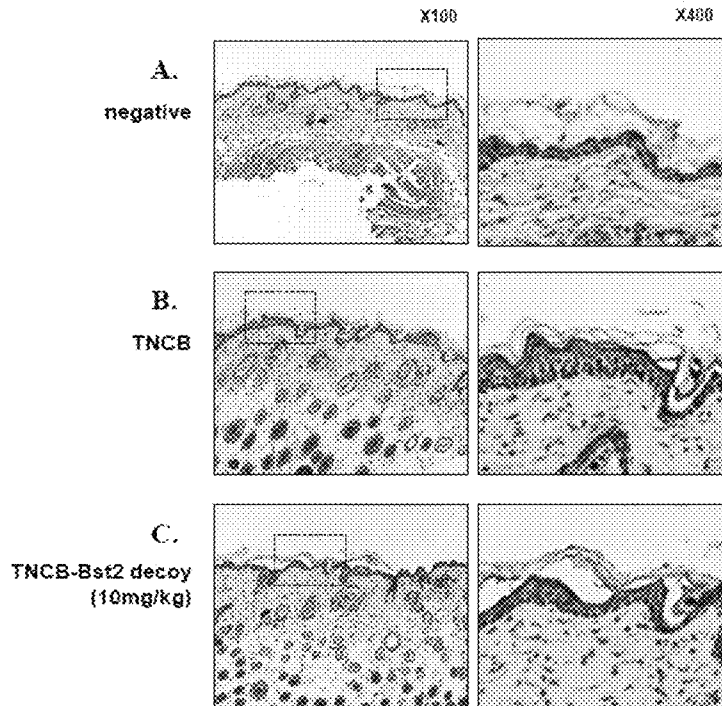 X100
X400
A.
negative
B.
TNCB
C.
TNCB-Bst2 decoy
(10mg/kg)